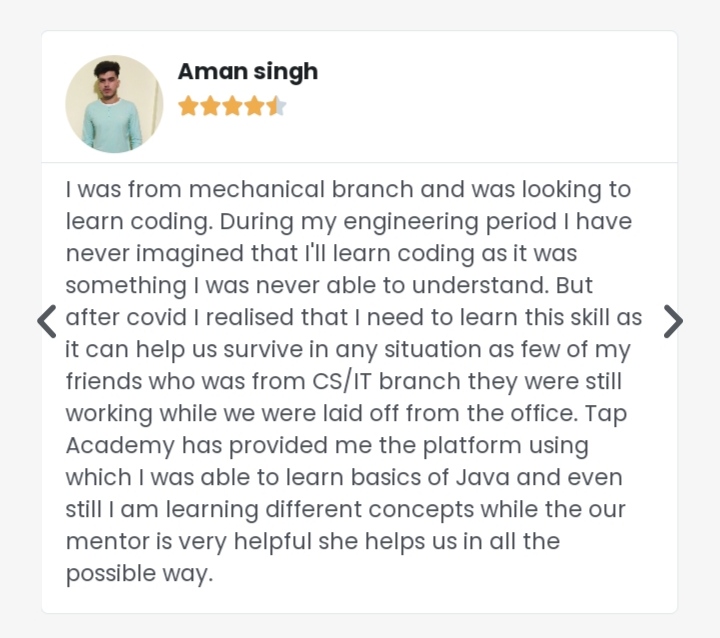 Aman singh
I was from mechanical branch and was looking to
learn coding. During my engineering period I have
never imagined that I'll learn coding as it was
something I was never able to understand. But
after covid I realised that I need to learn this skill as
it can help us survive in any situation as few of my
friends who was from CS/IT branch they were still
working while we were laid off from the office. Tap
Academy has provided me the platform using
which I was able to learn basics of Java and even
still I am learning different concepts while the our
mentor is very helpful she helps us in all the
possible way.